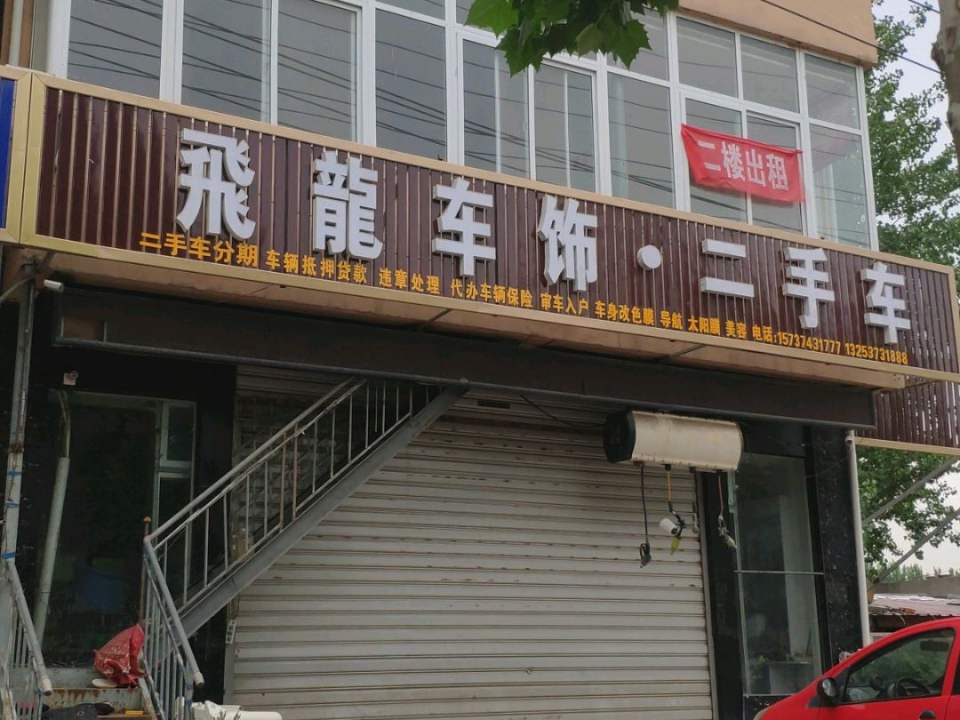 二楼出租
飛龍车饰·二手车
二手车分期 车辆抵押贷款 违章处理 代办车辆保险 审车入户 车身改色膜 导航 太阳膜 美容 电话:15737431777 13253731888